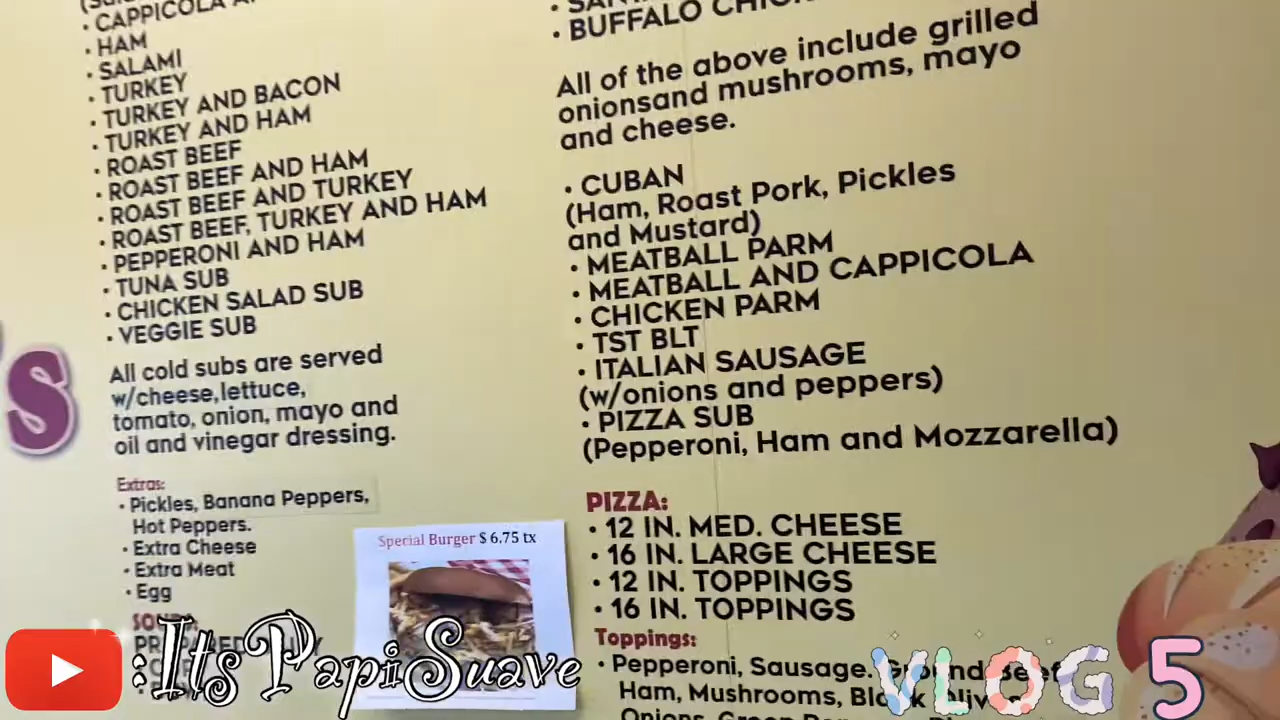 · CAPPICOLA
· HAM
· SALAMI
· TURKEY
· TURKEY AND BACON
· TURKEY AND HAM
· ROAST BEEF
· ROAST BEEF AND HAM
· ROAST BEEF AND TURKEY
· ROAST BEEF, TURKEY AND HAM
· PEPPERONI AND HAM
· TUNA SUB
· CHICKEN SALAD SUB
· VEGGIE SUB
All cold subs are served
w/cheese,lettuce,
tomato, onion, mayo and
oil and vinegar dressing.
Extras:
· Pickles, Banana Peppers,
Hot Peppers.
· Extra Cheese
· Extra Meat
· Egg
Special Burger $ 6.75 tx
· BUFFALO
All of the above include grilled
onionsand mushrooms, mayo
and cheese.
· CUBAN
(Ham, Roast Pork, Pickles
and Mustard)
· MEATBALL PARM
· MEATBALL AND CAPPICOLA
· CHICKEN PARM
· TST BLT
· ITALIAN SAUSAGE
(w/onions and peppers)
· PIZZA SUB
(Pepperoni, Ham and Mozzarella)
PIZZA:
· 12 IN. MED. CHEESE
· 16 IN. LARGE CHEESE
· 12 IN. TOPPINGS
· 16 IN. TOPPINGS
Toppings:
· Pepperoni, Sausage. Ground Beef
Ham, Mushrooms, Black
's
:ItsPapiSuave
VLOG 5